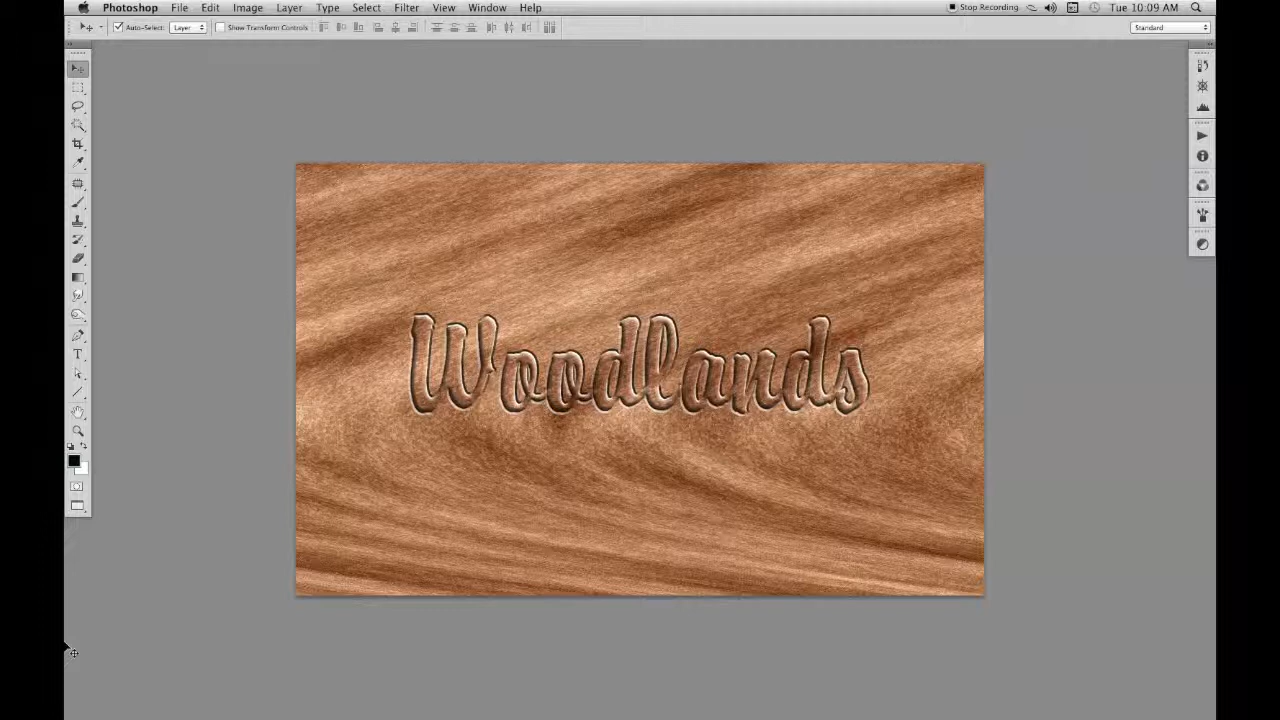 Photoshop File Edit Image Layer Type Select Filter View Window Help Stop Recording Tue 10:09 AM
Auto-Select: Layer Show Transform Controls Standard
Woodlands